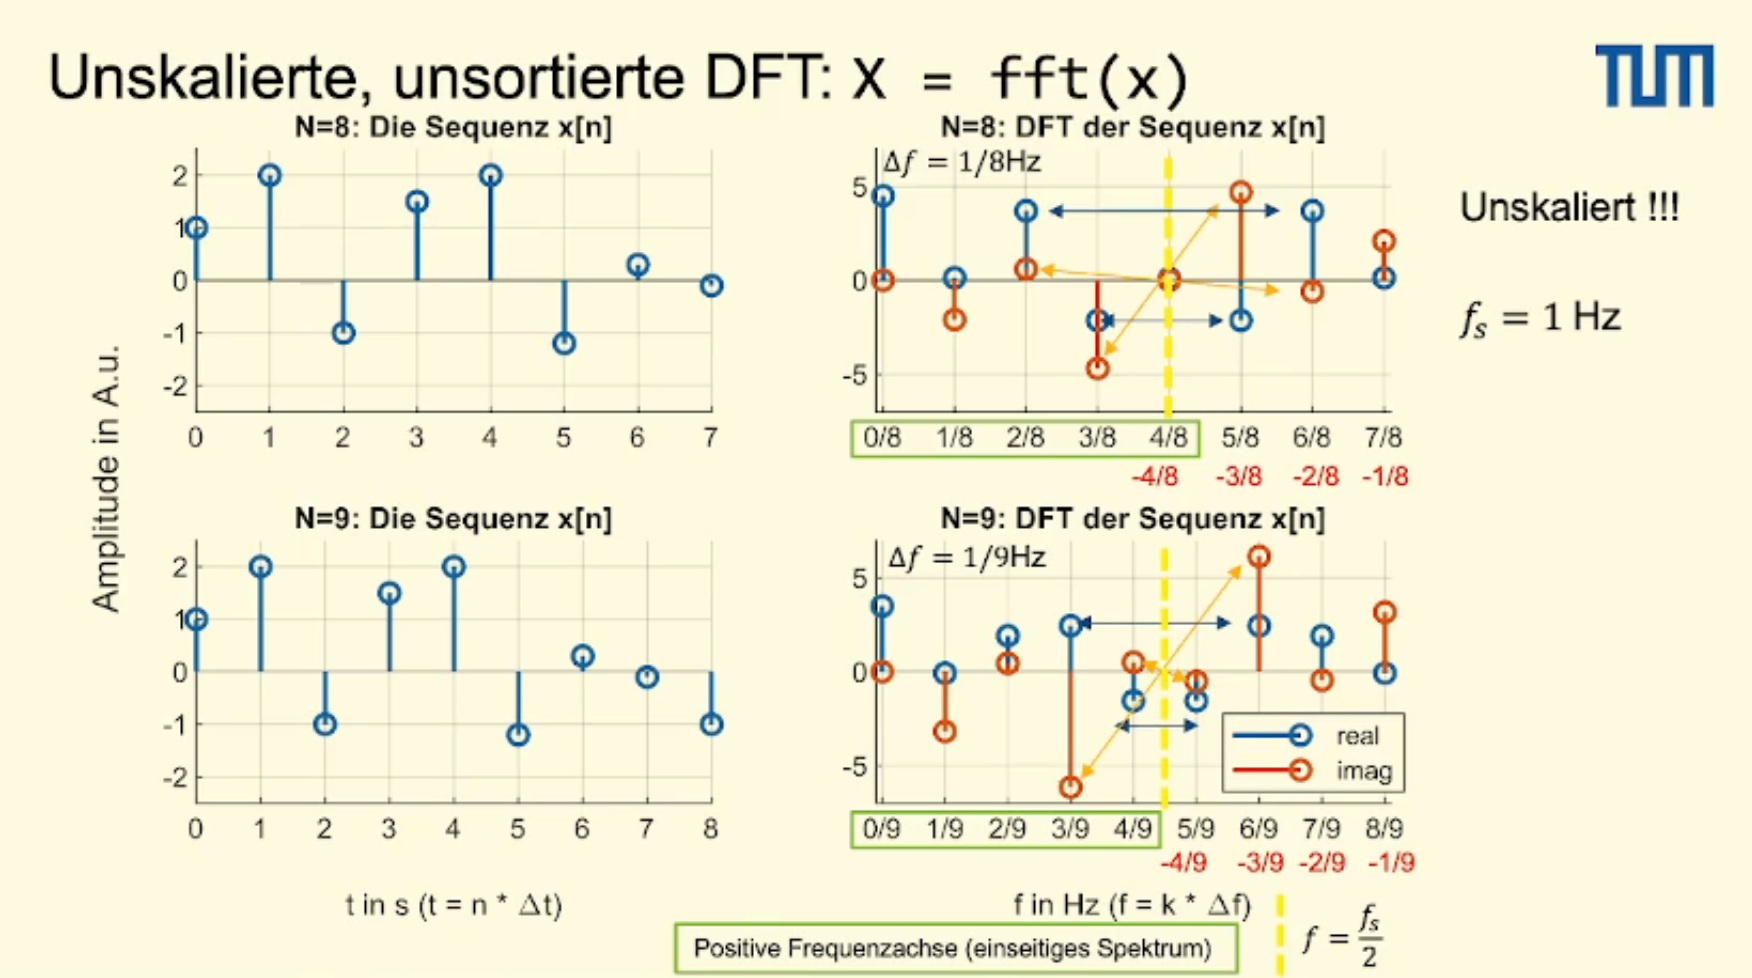 Unskalierte, unsortierte DFT: X = fft(x)
TUM
N=8: Die Sequenz x[n]
2
1
0
-1
-2
0 1 2 3 4 5 6 7
N=8: DFT der Sequenz x[n]
Δf = 1/8Hz
5
0
-5
0/8 1/8 2/8 3/8 4/8 5/8 6/8 7/8
-4/8 -3/8 -2/8 -1/8
Unskaliert !!!
fₛ = 1 Hz
Amplitude in A.u.
N=9: Die Sequenz x[n]
2
1
0
-1
-2
0 1 2 3 4 5 6 7 8
t in s (t = n * Δt)
N=9: DFT der Sequenz x[n]
Δf = 1/9Hz
5
0
-5
real
imag
0/9 1/9 2/9 3/9 4/9 5/9 6/9 7/9 8/9
-4/9 -3/9 -2/9 -1/9
f in Hz (f = k * Δf)
Positive Frequenzachse (einseitiges Spektrum)
f = fₛ/2